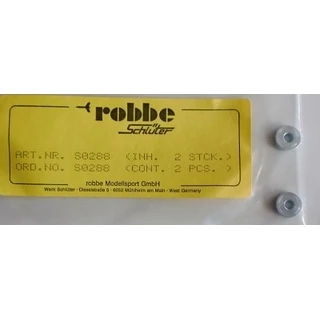 robbe
Schlüter
ART.NR. S0288 (INH. 2 STCK.)
ORD.NO. S0288 (CONT. 2 PCS. )
robbe Modellsport GmbH
Werk Schlüter · Dieselstraße 5 · 6052 Mühlheim am Main · West Germany